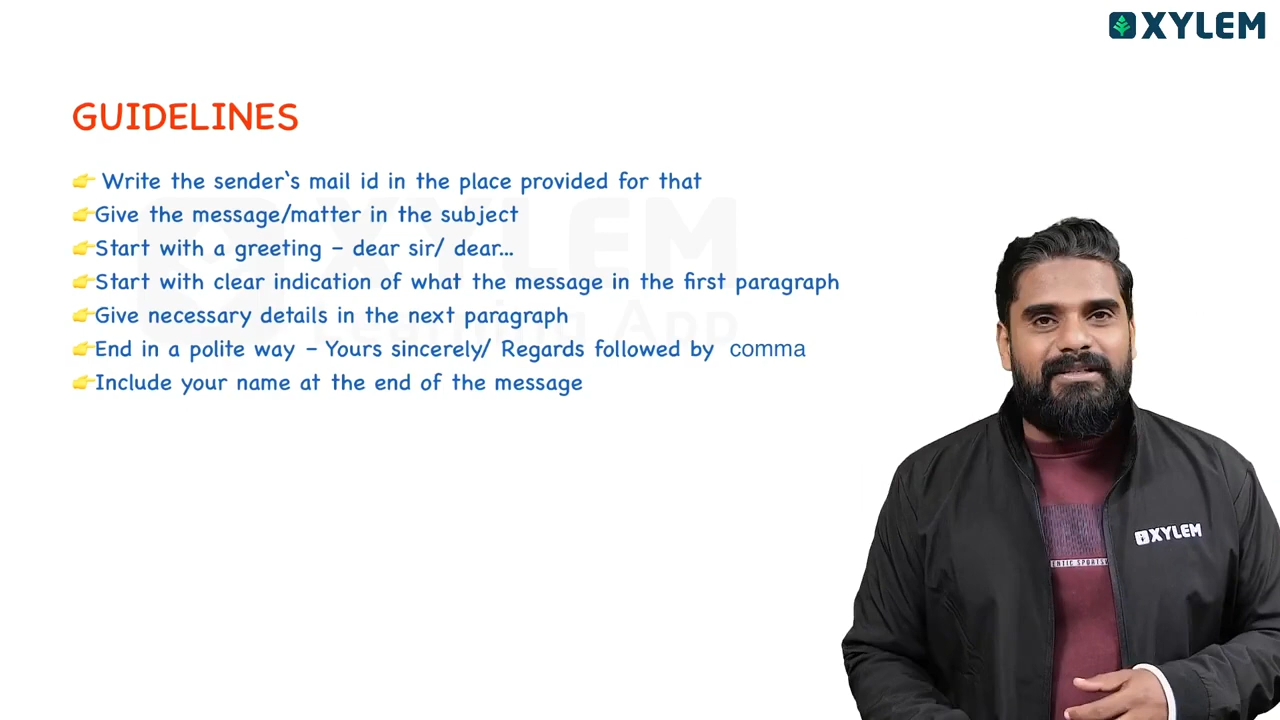 XYLEM
GUIDELINES
👉 Write the sender`s mail id in the place provided for that
👉Give the message/matter in the subject
👉Start with a greeting – dear sir/ dear...
👉Start with clear indication of what the message in the first paragraph
👉Give necessary details in the next paragraph
👉End in a polite way – Yours sincerely/ Regards followed by comma
👉Include your name at the end of the message
XYLEM
Learning App
XYLEM